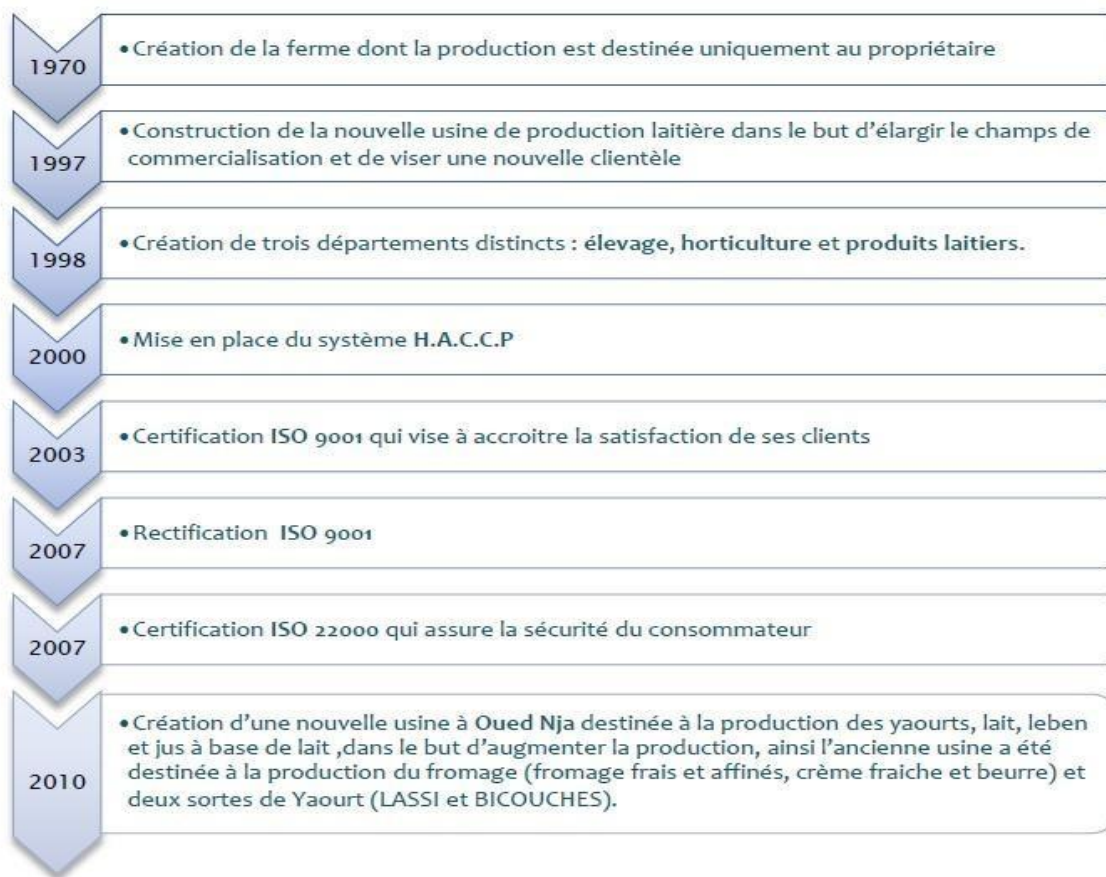 1970
• Création de la ferme dont la production est destinée uniquement au propriétaire
1997
• Construction de la nouvelle usine de production laitière dans le but d'élargir le champs de
commercialisation et de viser une nouvelle clientèle
1998
• Création de trois départements distincts : élevage, horticulture et produits laitiers.
2000
• Mise en place du système H.A.C.C.P
2003
• Certification ISO 9001 qui vise à accroitre la satisfaction de ses clients
2007
• Rectification ISO 9001
2007
• Certification ISO 22000 qui assure la sécurité du consommateur
2010
• Création d'une nouvelle usine à Oued Nja destinée à la production des yaourts, lait, leben
et jus à base de lait ,dans le but d'augmenter la production, ainsi l'ancienne usine a été
destinée à la production du fromage (fromage frais et affinés, crème fraiche et beurre) et
deux sortes de Yaourt (LASSI et BICOUCHES).